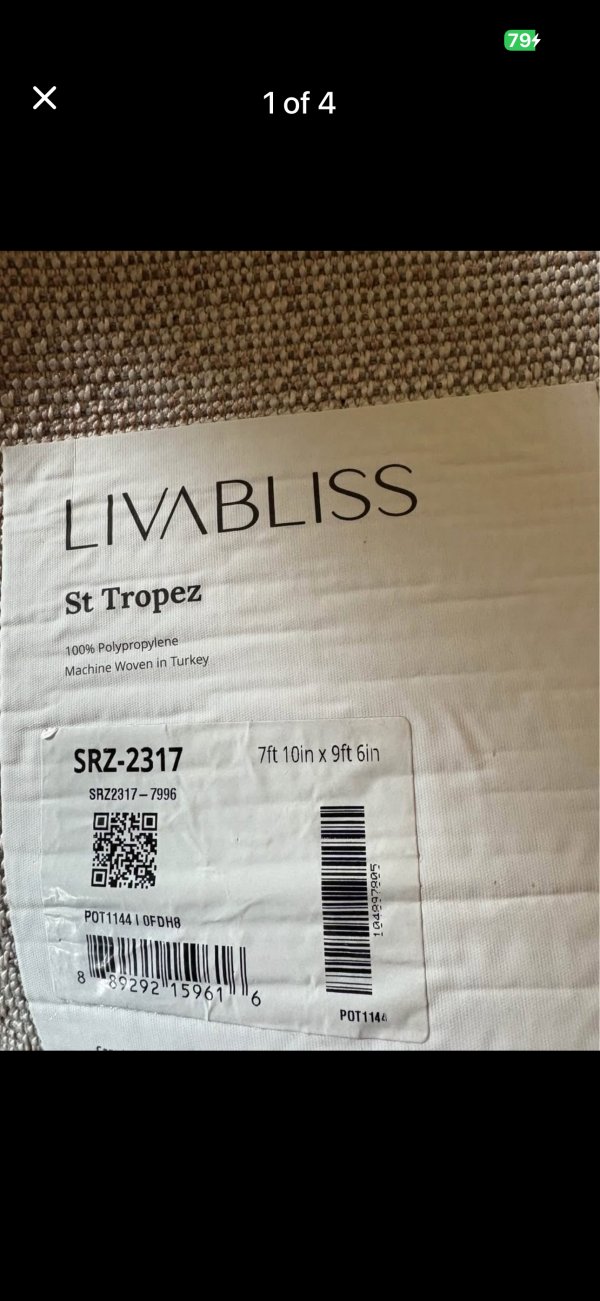 79
1 of 4
LIVABLISS
St Tropez
100% Polypropylene
Machine Woven in Turkey
SRZ-2317
7ft 10in x 9ft 6in
SRZ2317-7996
104897805
POT1144 | 0FDH8
8 89292 15961 6
POT1144